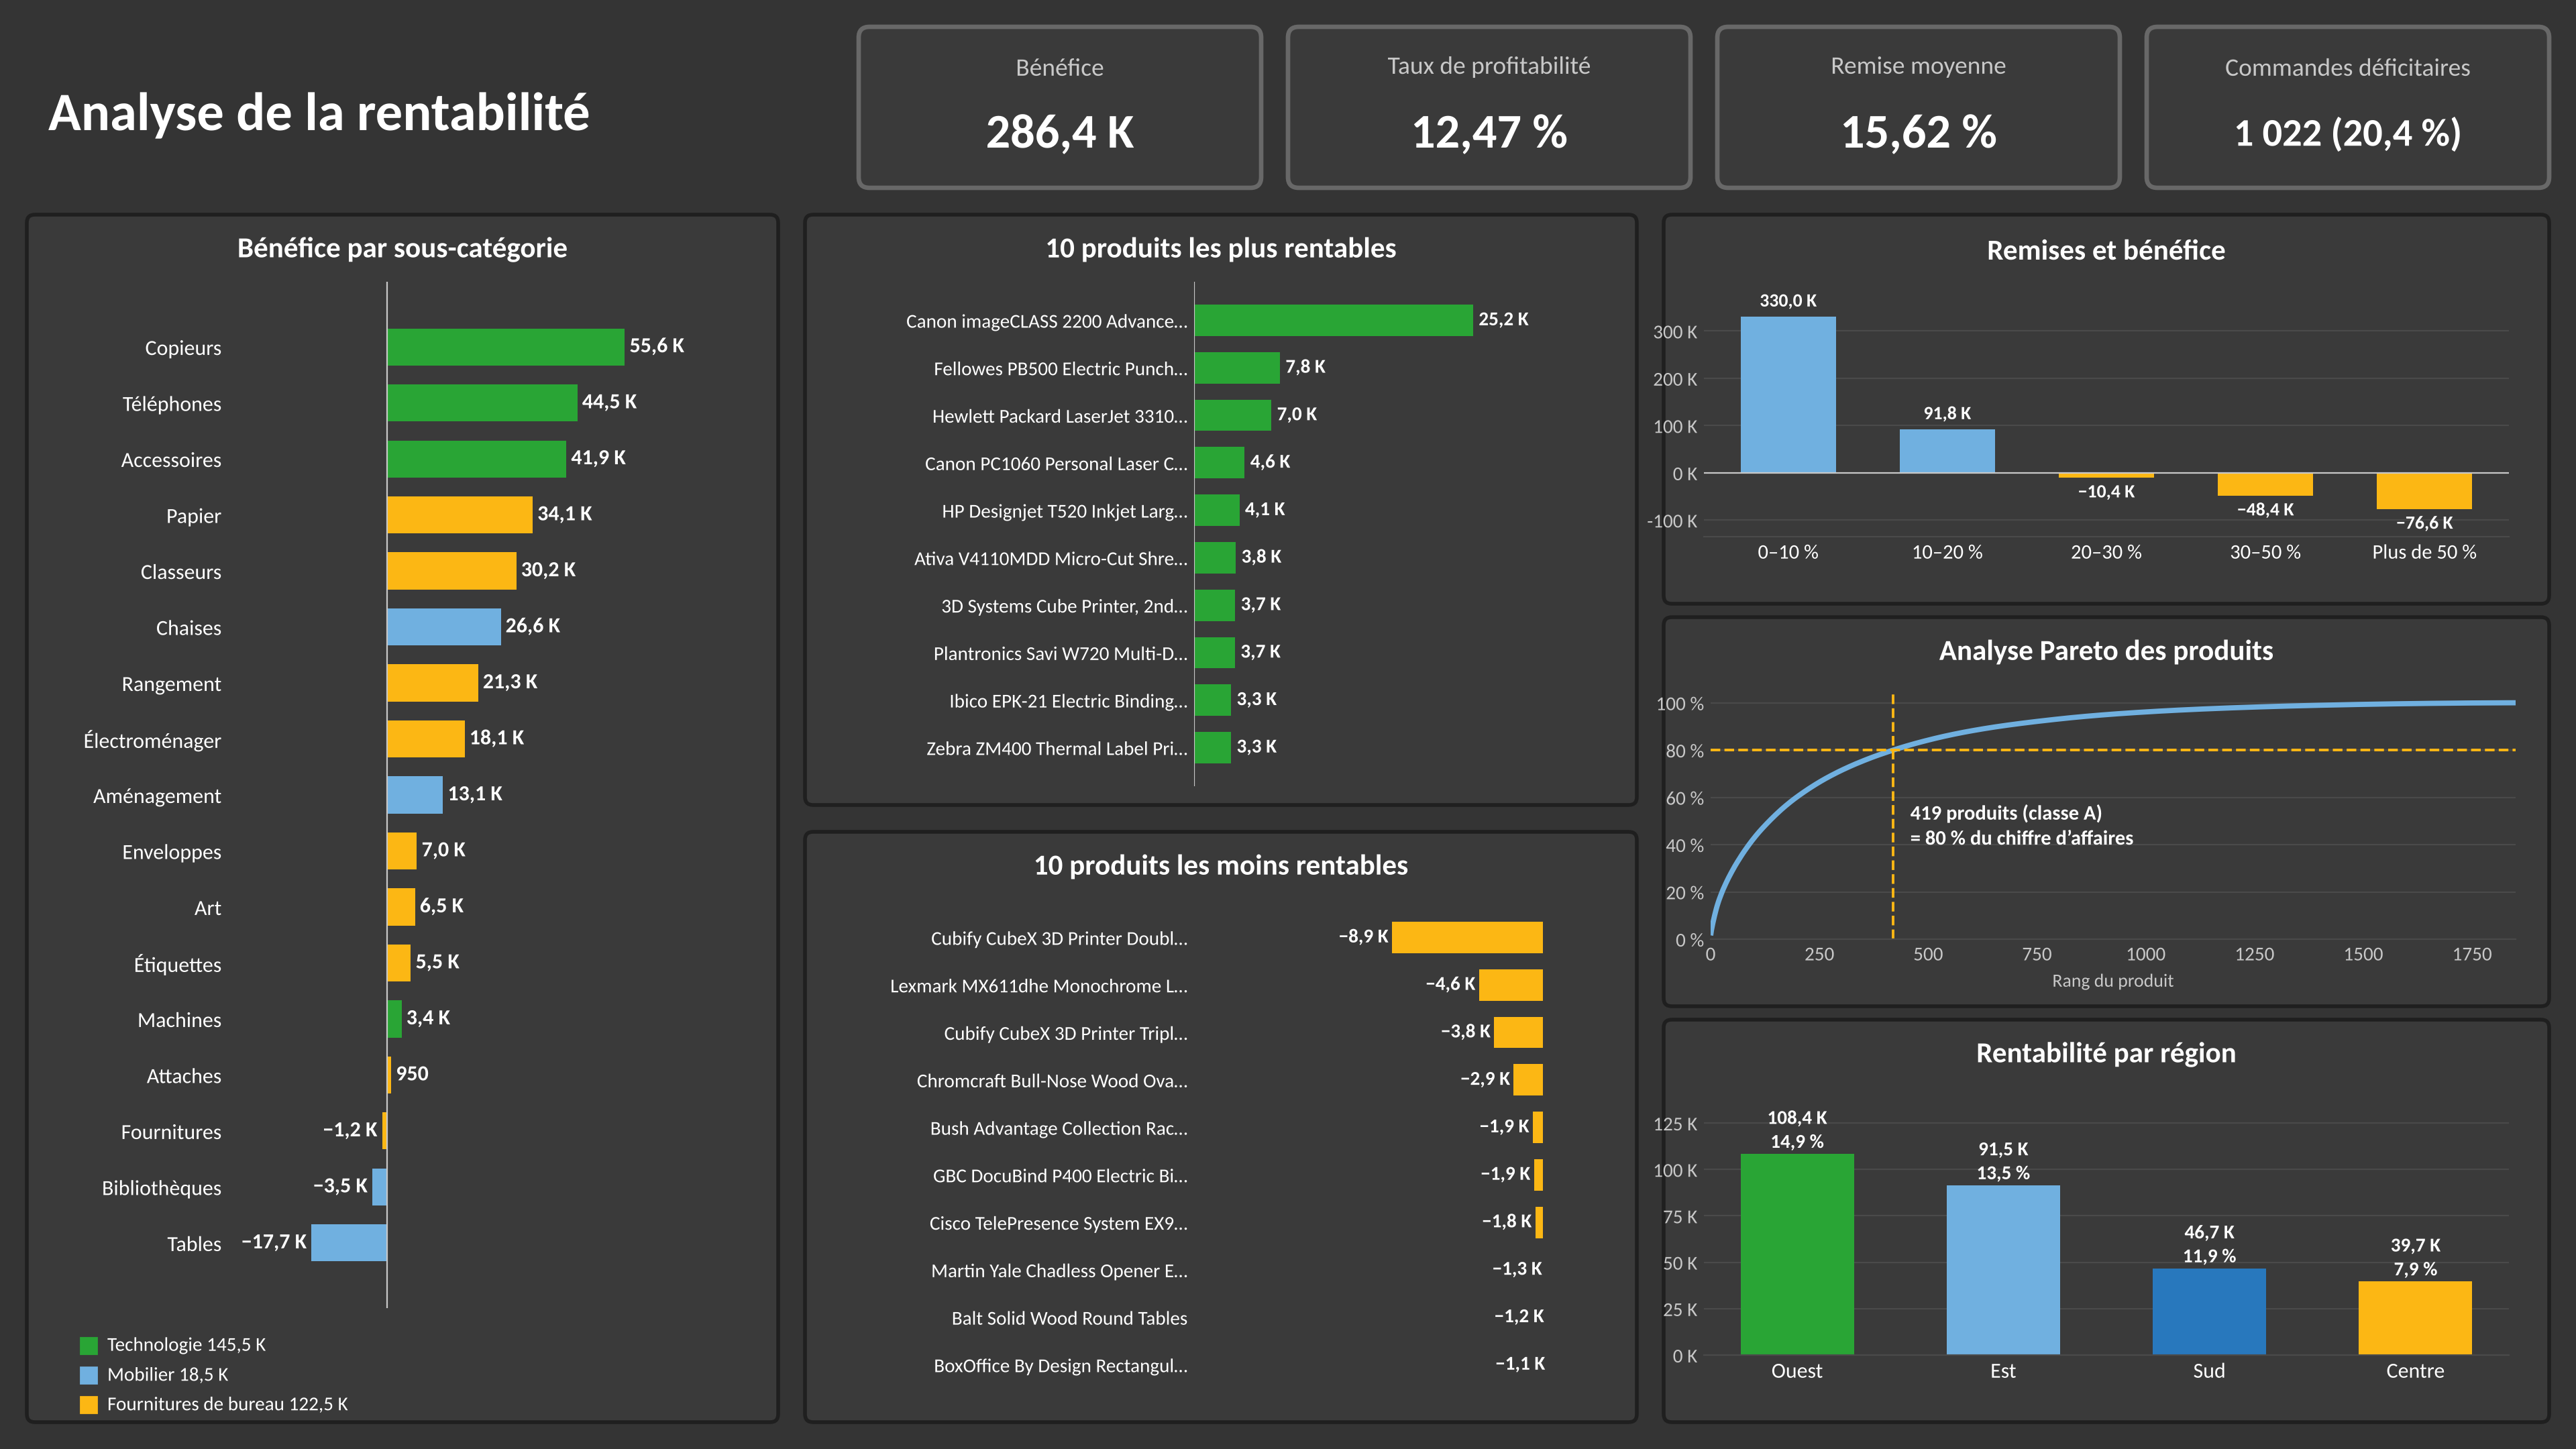 Analyse de la rentabilité
Bénéfice
286,4 K
Taux de profitabilité
12,47 %
Remise moyenne
15,62 %
Commandes déficitaires
1 022 (20,4 %)
Bénéfice par sous-catégorie
Copieurs 55,6 K
Téléphones 44,5 K
Accessoires 41,9 K
Papier 34,1 K
Classeurs 30,2 K
Chaises 26,6 K
Rangement 21,3 K
Électroménager 18,1 K
Aménagement 13,1 K
Enveloppes 7,0 K
Art 6,5 K
Étiquettes 5,5 K
Machines 3,4 K
Attaches 950
Fournitures −1,2 K
Bibliothèques −3,5 K
Tables −17,7 K
Technologie 145,5 K
Mobilier 18,5 K
Fournitures de bureau 122,5 K
10 produits les plus rentables
Canon imageCLASS 2200 Advance... 25,2 K
Fellowes PB500 Electric Punch... 7,8 K
Hewlett Packard LaserJet 3310... 7,0 K
Canon PC1060 Personal Laser C... 4,6 K
HP Designjet T520 Inkjet Larg... 4,1 K
Ativa V4110MDD Micro-Cut Shre... 3,8 K
3D Systems Cube Printer, 2nd... 3,7 K
Plantronics Savi W720 Multi-D... 3,7 K
Ibico EPK-21 Electric Binding... 3,3 K
Zebra ZM400 Thermal Label Pri... 3,3 K
10 produits les moins rentables
Cubify CubeX 3D Printer Doubl... −8,9 K
Lexmark MX611dhe Monochrome L... −4,6 K
Cubify CubeX 3D Printer Tripl... −3,8 K
Chromcraft Bull-Nose Wood Ova... −2,9 K
Bush Advantage Collection Rac... −1,9 K
GBC DocuBind P400 Electric Bi... −1,9 K
Cisco TelePresence System EX9... −1,8 K
Martin Yale Chadless Opener E... −1,3 K
Balt Solid Wood Round Tables −1,2 K
BoxOffice By Design Rectangul... −1,1 K
Remises et bénéfice
300 K
200 K
100 K
0 K
-100 K
330,0 K
91,8 K
−10,4 K
−48,4 K
−76,6 K
0–10 % 10–20 % 20–30 % 30–50 % Plus de 50 %
Analyse Pareto des produits
100 %
80 %
60 %
40 %
20 %
0 %
419 produits (classe A)
= 80 % du chiffre d’affaires
0 250 500 750 1000 1250 1500 1750
Rang du produit
Rentabilité par région
125 K
100 K
75 K
50 K
25 K
0 K
108,4 K
14,9 %
91,5 K
13,5 %
46,7 K
11,9 %
39,7 K
7,9 %
Ouest Est Sud Centre